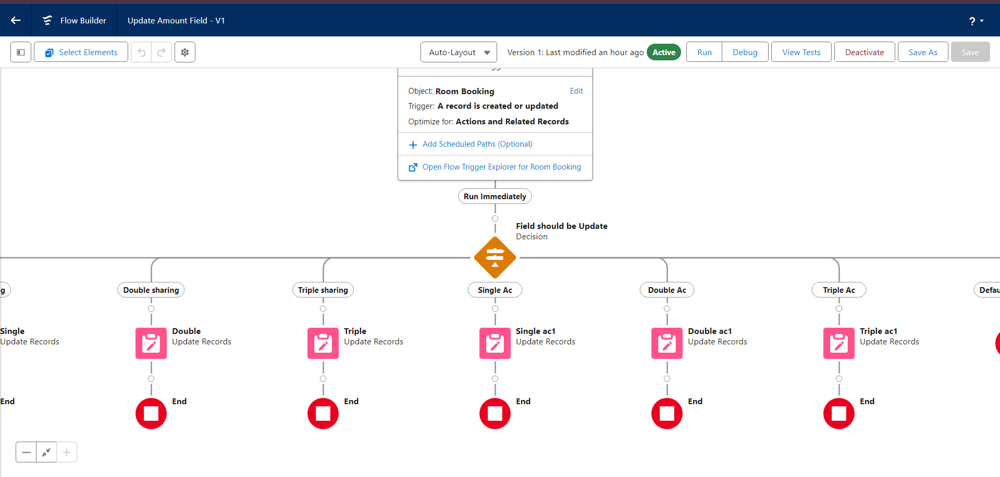 Flow Builder
Update Amount Field - V1
?
Select Elements
Auto-Layout
Version 1: Last modified an hour ago
Active
Run
Debug
View Tests
Deactivate
Save As
Save
Object: Room Booking
Edit
Trigger: A record is created or updated
Optimize for: Actions and Related Records
Add Scheduled Paths (Optional)
Open Flow Trigger Explorer for Room Booking
Run Immediately
Field should be Update
Decision
g
Double sharing
Triple sharing
Single Ac
Double Ac
Triple Ac
Defau
Single
Update Records
Double
Update Records
Triple
Update Records
Single ac1
Update Records
Double ac1
Update Records
Triple ac1
Update Records
End
End
End
End
End
End